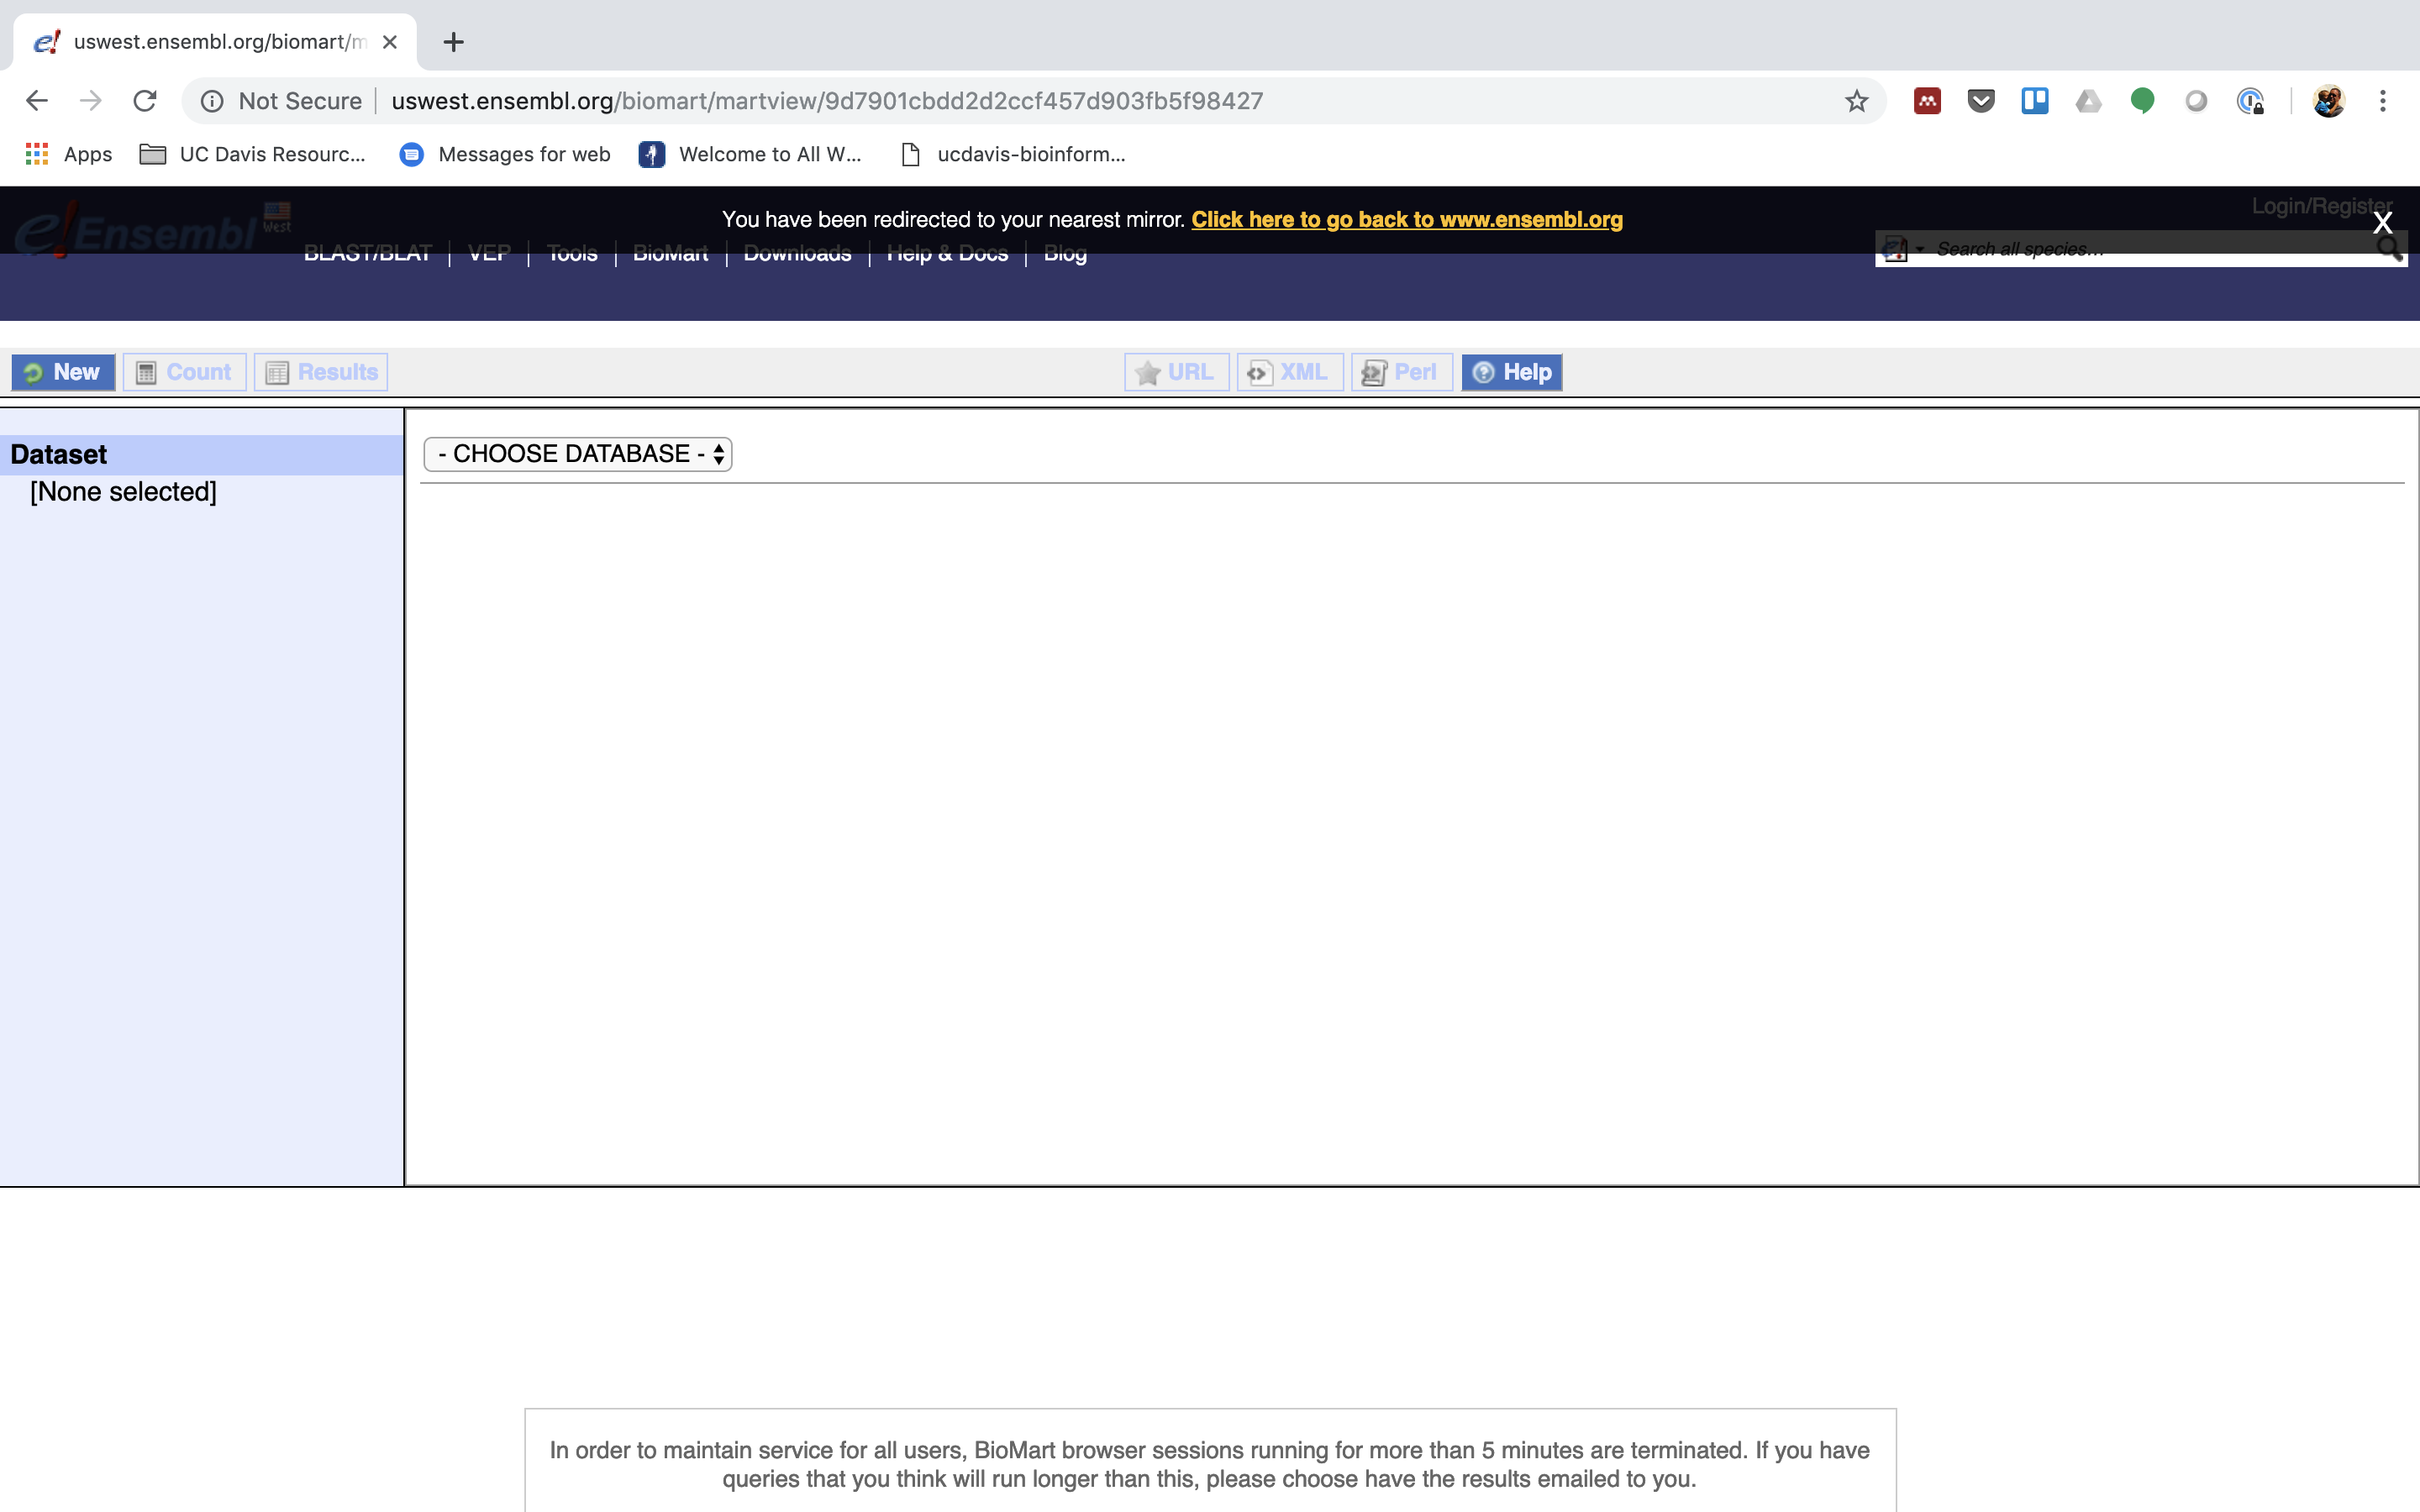 uswest.ensembl.org/biomart/m
Not Secure uswest.ensembl.org/biomart/martview/9d7901cbdd2d2ccf457d903fb5f98427
Apps UC Davis Resourc... Messages for web Welcome to All W... ucdavis-bioinform...
e!Ensembl West
You have been redirected to your nearest mirror. Click here to go back to www.ensembl.org
Login/Register
X
BLAST/BLAT | VEP | Tools | BioMart | Downloads | Help & Docs | Blog
Search all species...
New Count Results URL XML Perl Help
Dataset
[None selected]
- CHOOSE DATABASE -
In order to maintain service for all users, BioMart browser sessions running for more than 5 minutes are terminated. If you have
queries that you think will run longer than this, please choose have the results emailed to you.